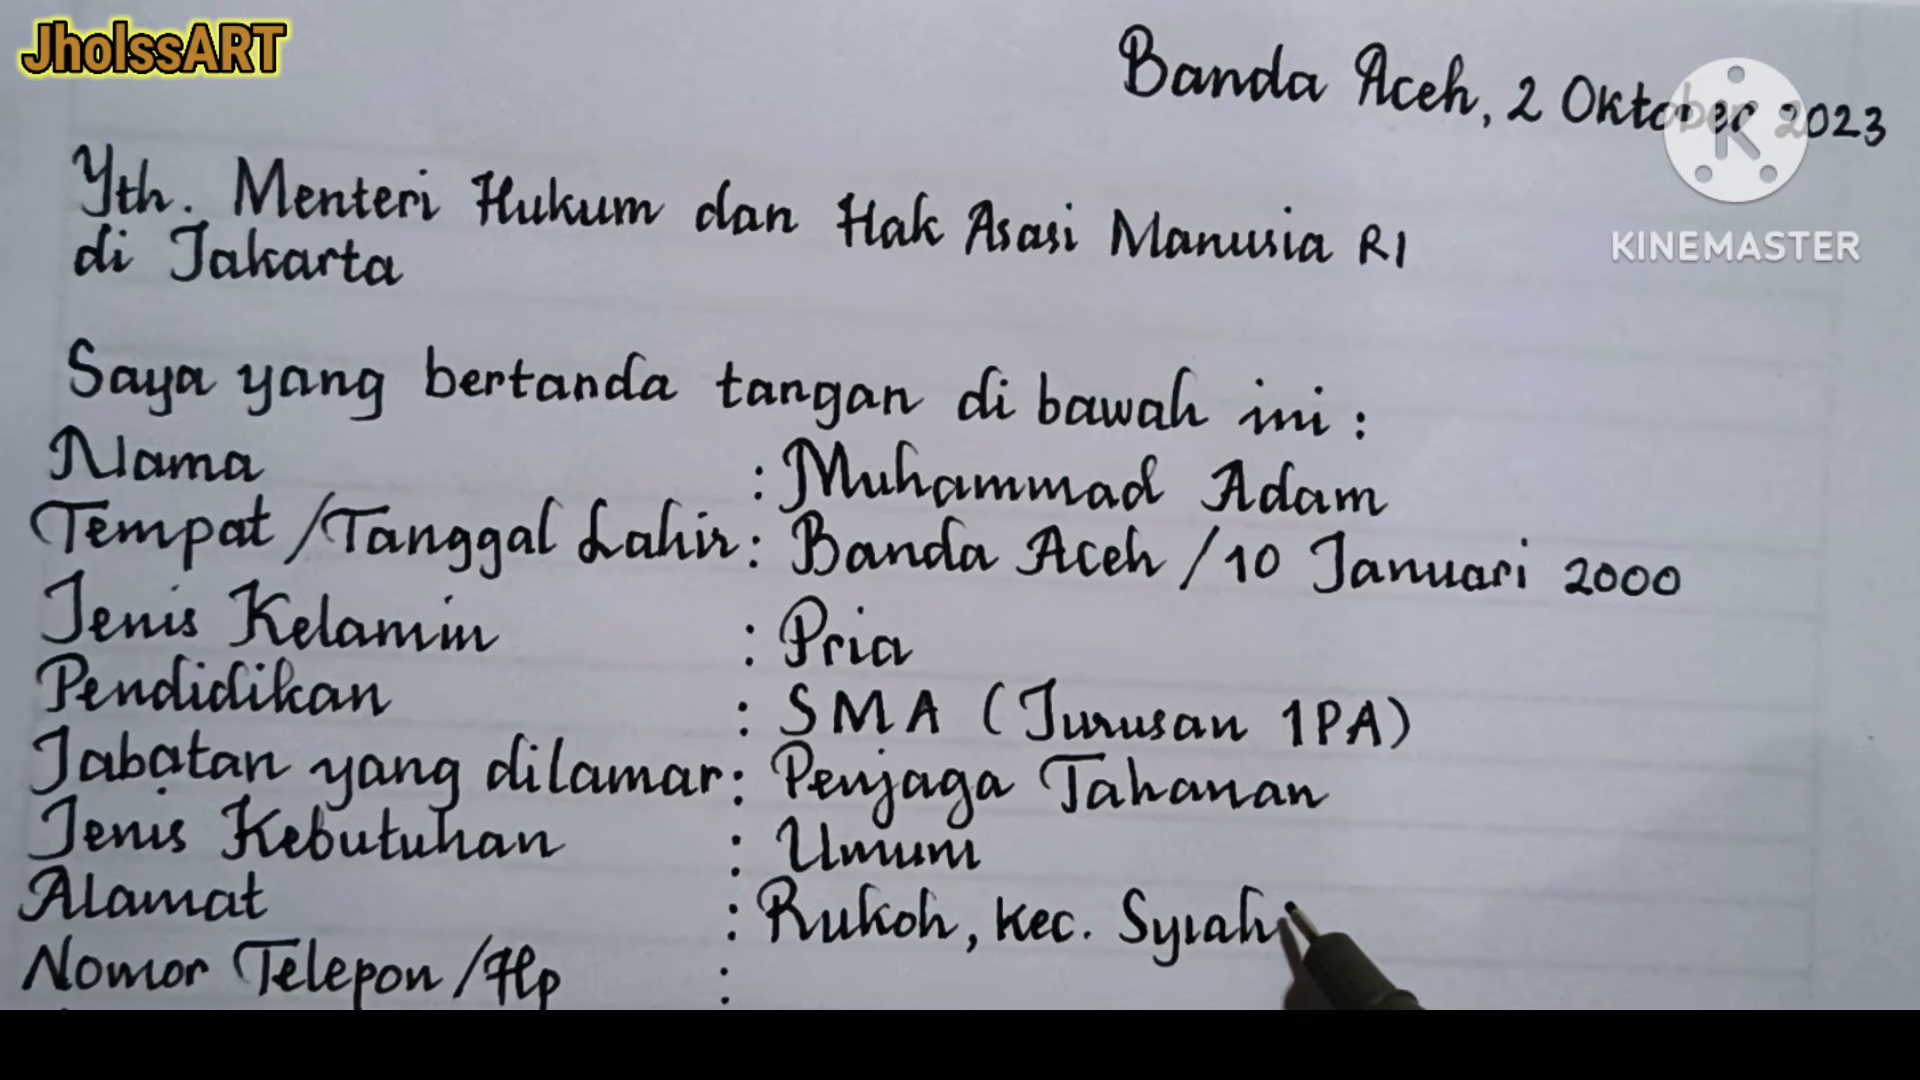 JholssART
Banda Aceh, 2 Oktober 2023
KINEMASTER
Yth. Menteri Hukum dan Hak Asasi Manusia RI
di Jakarta
Saya yang bertanda tangan di bawah ini :
Nama : Muhammad Adam
Tempat /Tanggal Lahir : Banda Aceh / 10 Januari 2000
Jenis Kelamin : Pria
Pendidikan : SMA (Jurusan IPA)
Jabatan yang dilamar : Penjaga Tahanan
Jenis Kebutuhan : Umum
Alamat : Rukoh, Kec. Syiah
Nomor Telepon /Hp :